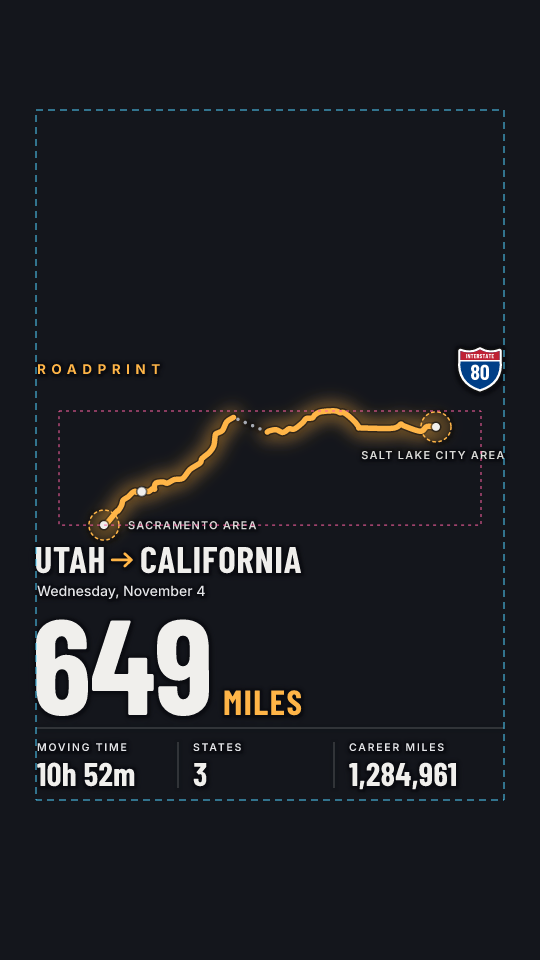 ROADPRINT
INTERSTATE
80
SALT LAKE CITY AREA
SACRAMENTO AREA
UTAH → CALIFORNIA
Wednesday, November 4
649 MILES
MOVING TIME STATES CAREER MILES
10h 52m 3 1,284,961